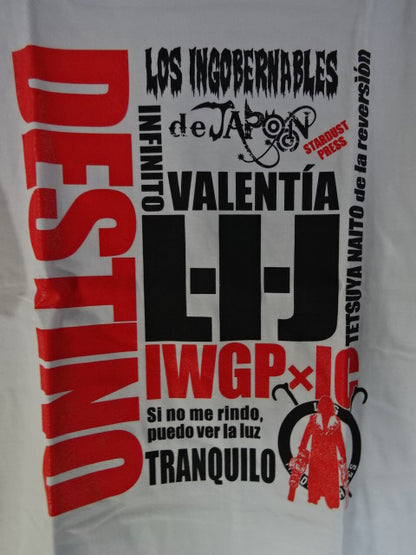 DESTINO
LOS INGOBERNABLES
de JAPON
STARDUST
PRESS
INFINITO
VALENTÍA
L·I·J
TETSUYA NAITO de la reversión
IWGP×IC
Si no me rindo,
puedo ver la luz
TRANQUILO